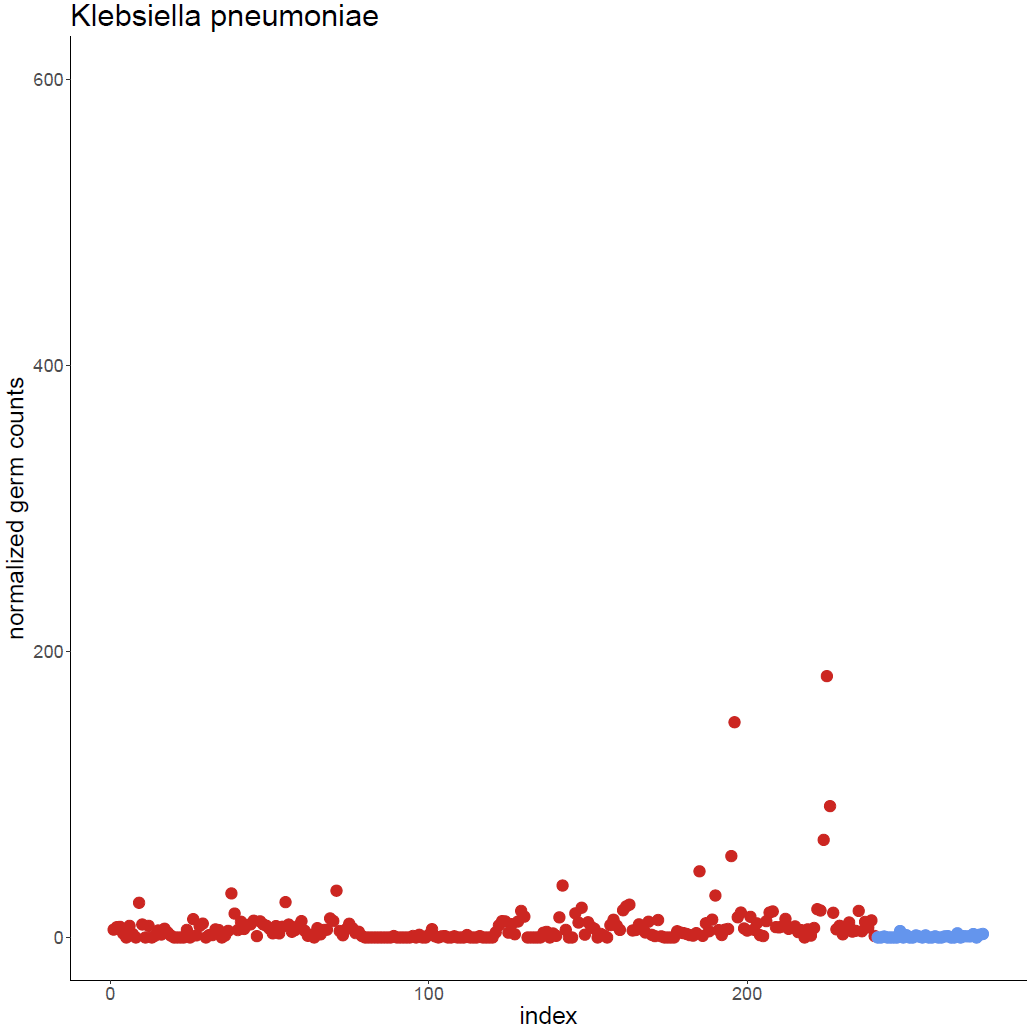 Klebsiella pneumoniae
600
400
200
0
normalized germ counts
0 100 200
index